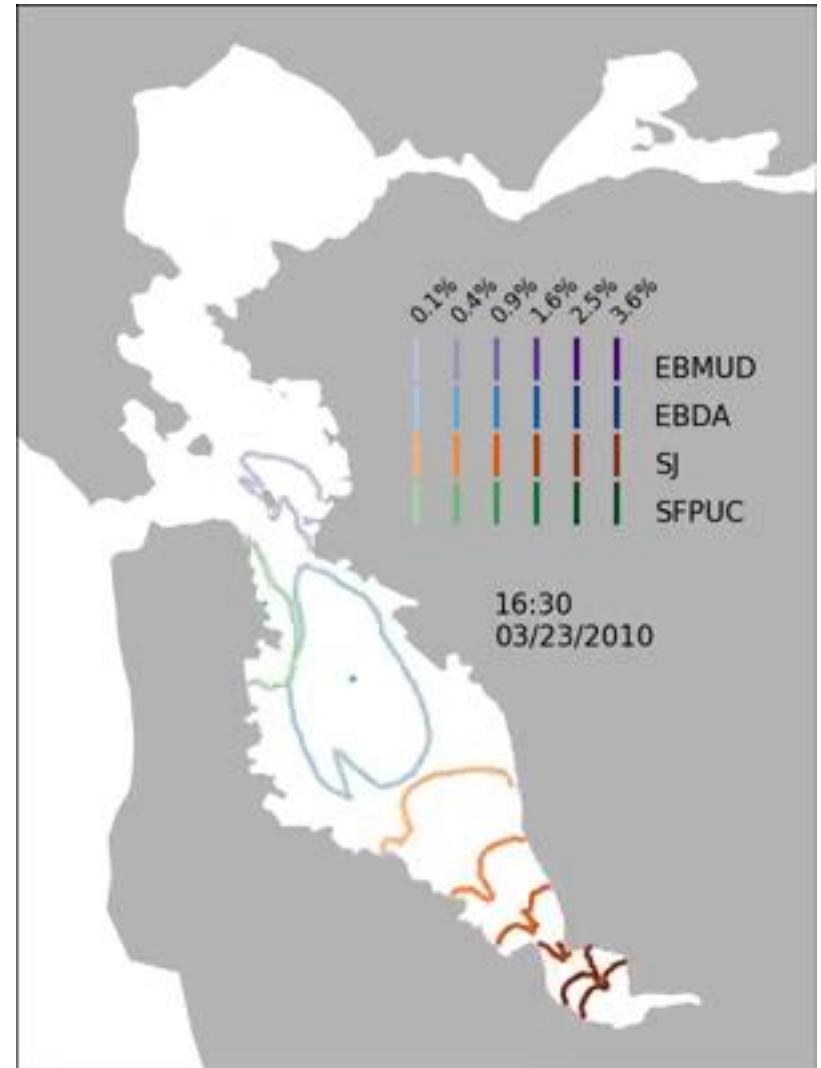 0.1% 0.4% 0.9% 1.6% 2.5% 3.6%
EBMUD
EBDA
SJ
SFPUC
16:30
03/23/2010